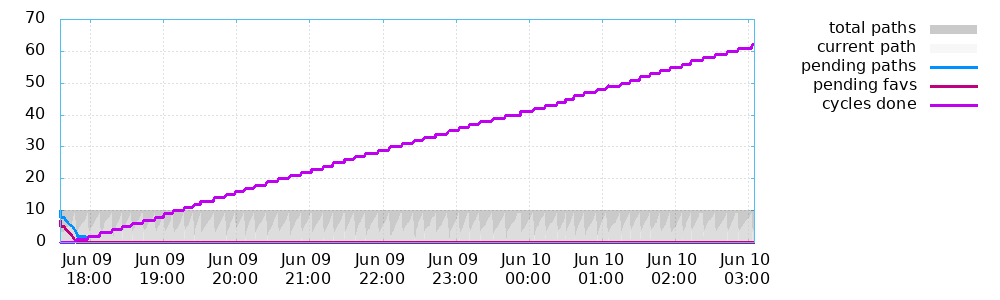 70
60
50
40
30
20
10
0
Jun 09 18:00
Jun 09 19:00
Jun 09 20:00
Jun 09 21:00
Jun 09 22:00
Jun 09 23:00
Jun 10 00:00
Jun 10 01:00
Jun 10 02:00
Jun 10 03:00
total paths
current path
pending paths
pending favs
cycles done